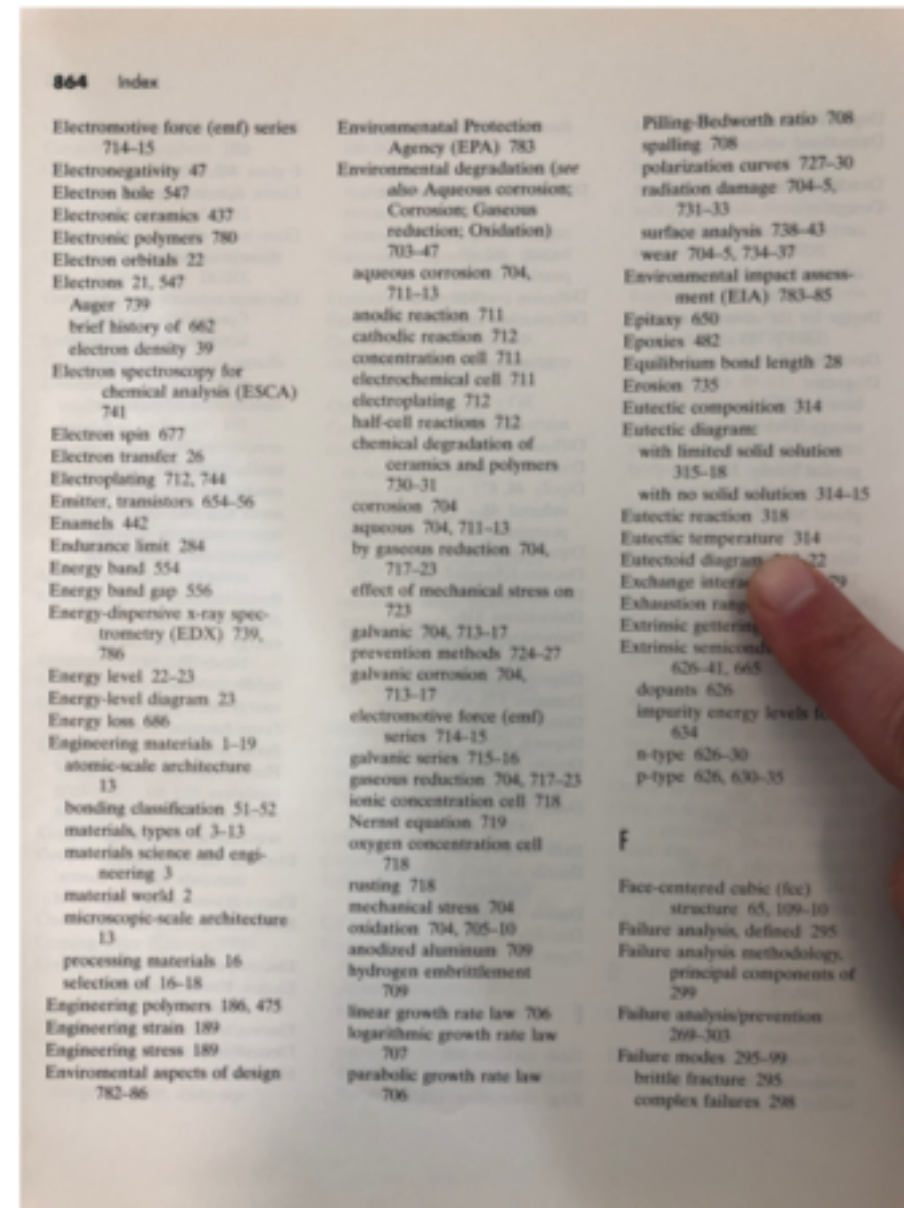 864 Index
Electromotive force (emf) series
714–15
Electronegativity 47
Electron hole 547
Electronic ceramics 437
Electronic polymers 780
Electron orbitals 22
Electrons 21, 547
Auger 739
brief history of 662
electron density 39
Electron spectroscopy for
chemical analysis (ESCA)
741
Electron spin 677
Electron transfer 26
Electroplating 712, 744
Emitter, transistors 654–56
Enamels 442
Endurance limit 284
Energy band 554
Energy band gap 556
Energy-dispersive x-ray spec-
trometry (EDX) 739,
786
Energy level 22–23
Energy-level diagram 23
Energy loss 686
Engineering materials 1–19
atomic-scale architecture
13
bonding classification 51–52
materials, types of 3–13
materials science and engi-
neering 3
material world 2
microscopic-scale architecture
13
processing materials 16
selection of 16–18
Engineering polymers 186, 475
Engineering strain 189
Engineering stress 189
Enviromental aspects of design
782–86
Environmenatal Protection
Agency (EPA) 783
Environmental degradation (see
also Aqueous corrosion;
Corrosion; Gaseous
reduction; Oxidation)
703–47
aqueous corrosion 704,
711–13
anodic reaction 711
cathodic reaction 712
concentration cell 711
electrochemical cell 711
electroplating 712
half-cell reactions 712
chemical degradation of
ceramics and polymers
730–31
corrosion 704
aqueous 704, 711–13
by gaseous reduction 704,
717–23
effect of mechanical stress on
723
galvanic 704, 713–17
prevention methods 724–27
galvanic corrosion 704,
713–17
electromotive force (emf)
series 714–15
galvanic series 715–16
gaseous reduction 704, 717–23
ionic concentration cell 718
Nernst equation 719
oxygen concentration cell
718
rusting 718
mechanical stress 704
oxidation 704, 705–10
anodized aluminum 709
hydrogen embrittlement
709
linear growth rate law 706
logarithmic growth rate law
707
parabolic growth rate law
706
Pilling-Bedworth ratio 708
spalling 708
polarization curves 727–30
radiation damage 704–5,
731–33
surface analysis 738–43
wear 704–5, 734–37
Environmental impact assess-
ment (EIA) 783–85
Epitaxy 650
Epoxies 482
Equilibrium bond length 28
Erosion 735
Eutectic composition 314
Eutectic diagram:
with limited solid solution
315–18
with no solid solution 314–15
Eutectic reaction 318
Eutectic temperature 314
Eutectoid diagram
Exchange
Exhaustion
Extrinsic gettering
Extrinsic
626–41, 665
dopants 626
impurity energy levels
634
n-type 626–30
p-type 626, 630–35
F
Face-centered cubic (fcc)
structure 65, 109–10
Failure analysis, defined 295
Failure analysis methodology,
principal components of
299
Failure analysis/prevention
269–303
Failure modes 295–99
brittle fracture 295
complex failures 298